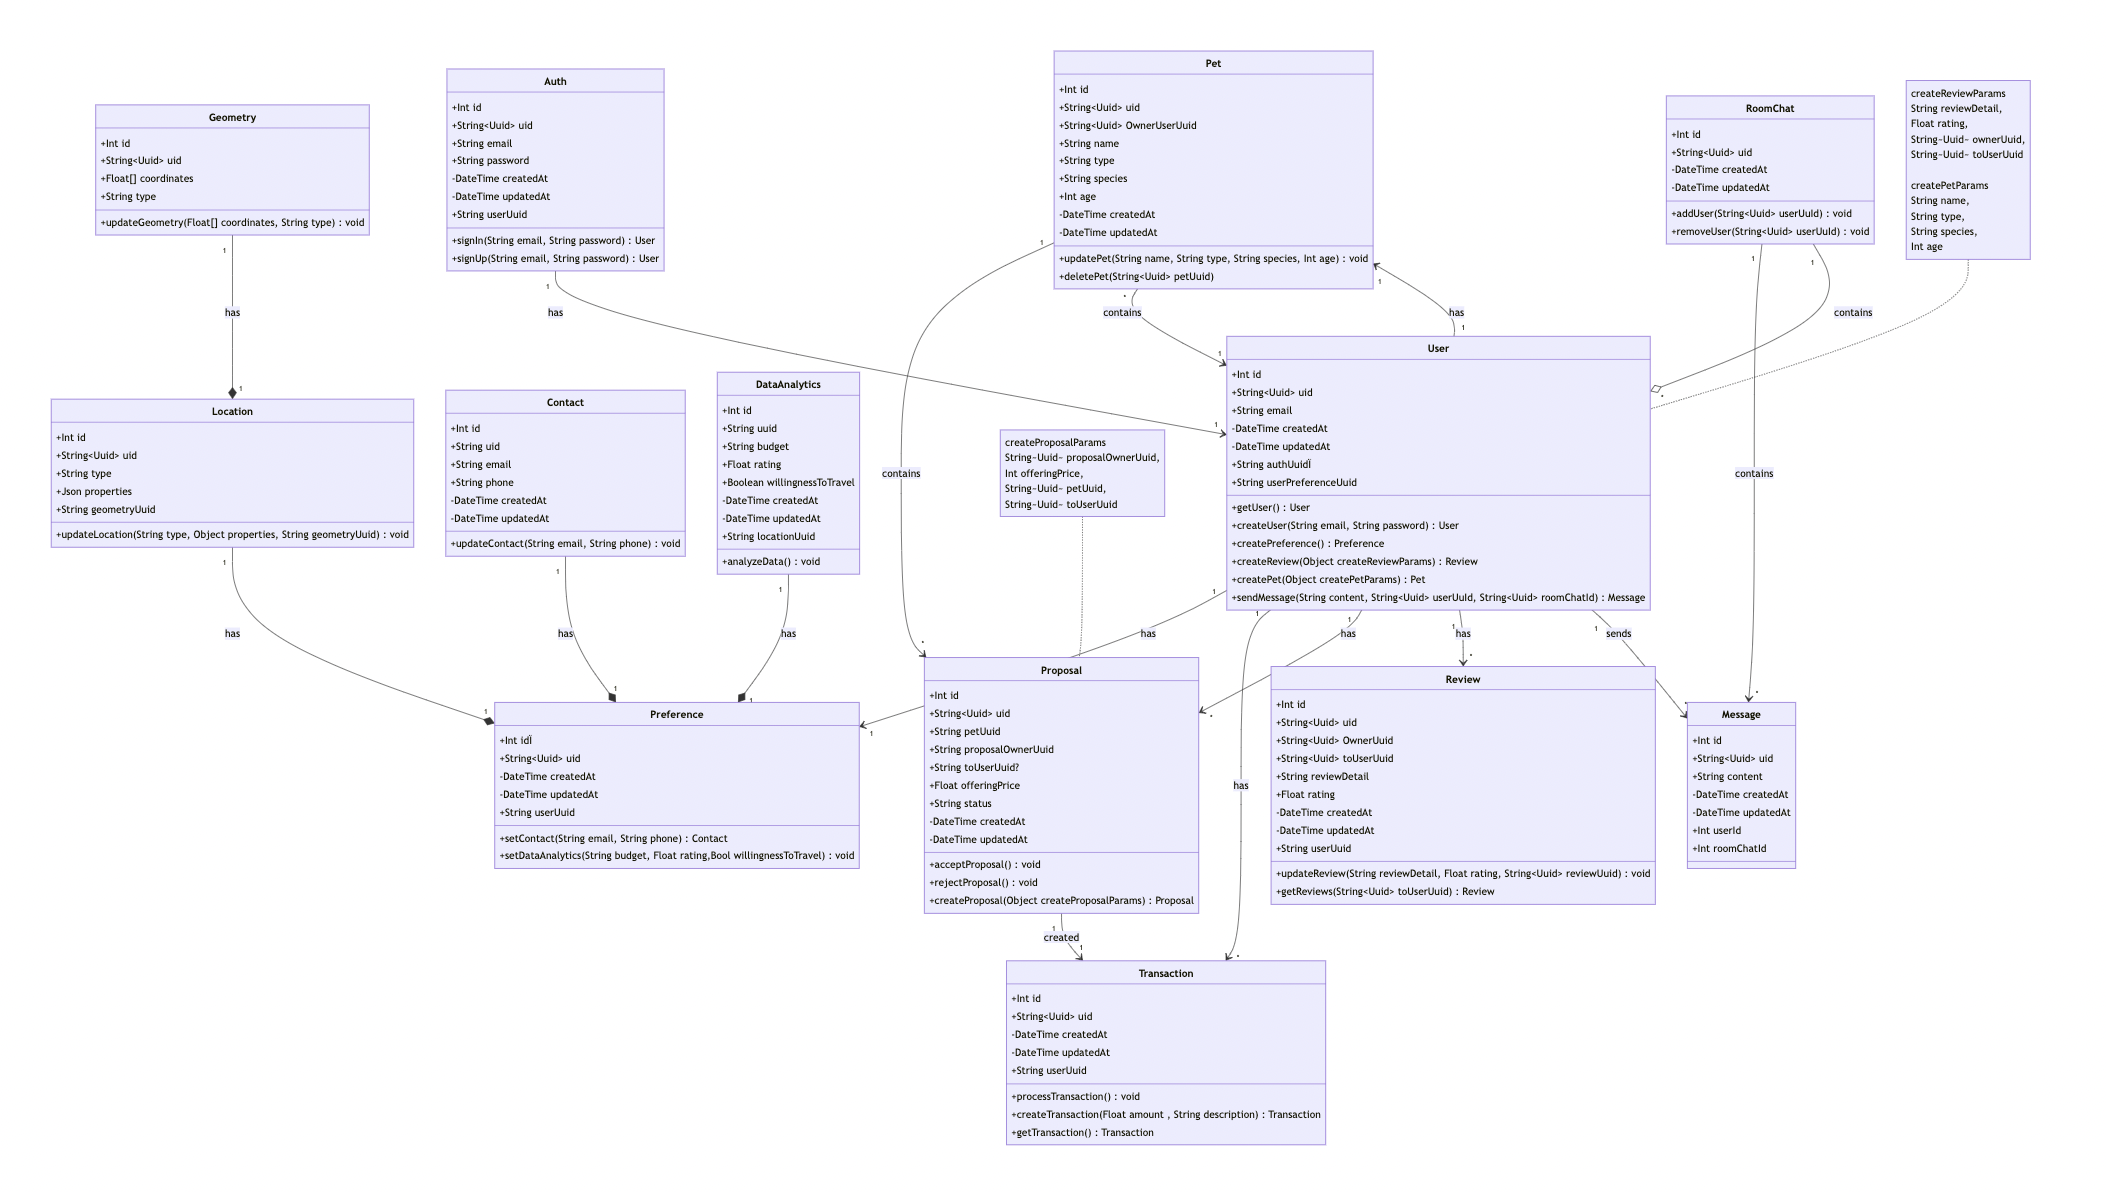 Geometry
+Int id
+String<Uuid> uid
+Float[] coordinates
+String type
+updateGeometry(Float[] coordinates, String type) : void
Auth
+Int id
+String<Uuid> uid
+String email
+String password
-DateTime createdAt
-DateTime updatedAt
+String userUuid
+signIn(String email, String password) : User
+signUp(String email, String password) : User
Pet
+Int id
+String<Uuid> uid
+String<Uuid> OwnerUserUuid
+String name
+String type
+String species
+Int age
-DateTime createdAt
-DateTime updatedAt
+updatePet(String name, String type, String species, Int age) : void
+deletePet(String<Uuid> petUuid)
RoomChat
+Int id
+String<Uuid> uid
-DateTime createdAt
-DateTime updatedAt
+addUser(String<Uuid> userUuId) : void
+removeUser(String<Uuid> userUuId) : void
createReviewParams
String reviewDetail,
Float rating,
String~Uuid~ ownerUuid,
String~Uuid~ toUserUuid
createPetParams
String name,
String type,
String species,
Int age
1
has
1
1
has
1
1
contains
*
*
contains
1
1
has
1
1
contains
*
1
contains
*
Location
+Int id
+String<Uuid> uid
+String type
+Json properties
+String geometryUuid
+updateLocation(String type, Object properties, String geometryUuid) : void
Contact
+Int id
+String uid
+String email
+String phone
-DateTime createdAt
-DateTime updatedAt
+updateContact(String email, String phone) : void
DataAnalytics
+Int id
+String uuid
+String budget
+Float rating
+Boolean willingnessToTravel
-DateTime createdAt
-DateTime updatedAt
+String locationUuid
+analyzeData() : void
createProposalParams
String~Uuid~ proposalOwnerUuid,
Int offeringPrice,
String~Uuid~ petUuid,
String~Uuid~ toUserUuid
User
+Int id
+String<Uuid> uid
+String email
-DateTime createdAt
-DateTime updatedAt
+String authUuidÏ
+String userPreferenceUuid
+getUser() : User
+createUser(String email, String password) : User
+createPreference() : Preference
+createReview(Object createReviewParams) : Review
+createPet(Object createPetParams) : Pet
+sendMessage(String content, String<Uuid> userUuId, String<Uuid> roomChatId) : Message
1
has
1
1
has
1
1
has
1
1
has
1
1
has
*
1
has
*
1
has
*
1
sends
*
Preference
+Int idÏ
+String<Uuid> uid
-DateTime createdAt
-DateTime updatedAt
+String userUuid
+setContact(String email, String phone) : Contact
+setDataAnalytics(String budget, Float rating,Bool willingnessToTravel) : void
Proposal
+Int id
+String<Uuid> uid
+String petUuid
+String proposalOwnerUuid
+String toUserUuid?
+Float offeringPrice
+String status
-DateTime createdAt
-DateTime updatedAt
+acceptProposal() : void
+rejectProposal() : void
+createProposal(Object createProposalParams) : Proposal
Review
+Int id
+String<Uuid> uid
+String<Uuid> OwnerUuid
+String<Uuid> toUserUuid
+String reviewDetail
+Float rating
-DateTime createdAt
-DateTime updatedAt
+String userUuid
+updateReview(String reviewDetail, Float rating, String<Uuid> reviewUuid) : void
+getReviews(String<Uuid> toUserUuid) : Review
Message
+Int id
+String<Uuid> uid
+String content
-DateTime createdAt
-DateTime updatedAt
+Int userId
+Int roomChatId
1
created
1
Transaction
+Int id
+String<Uuid> uid
-DateTime createdAt
-DateTime updatedAt
+String userUuid
+processTransaction() : void
+createTransaction(Float amount , String description) : Transaction
+getTransaction() : Transaction